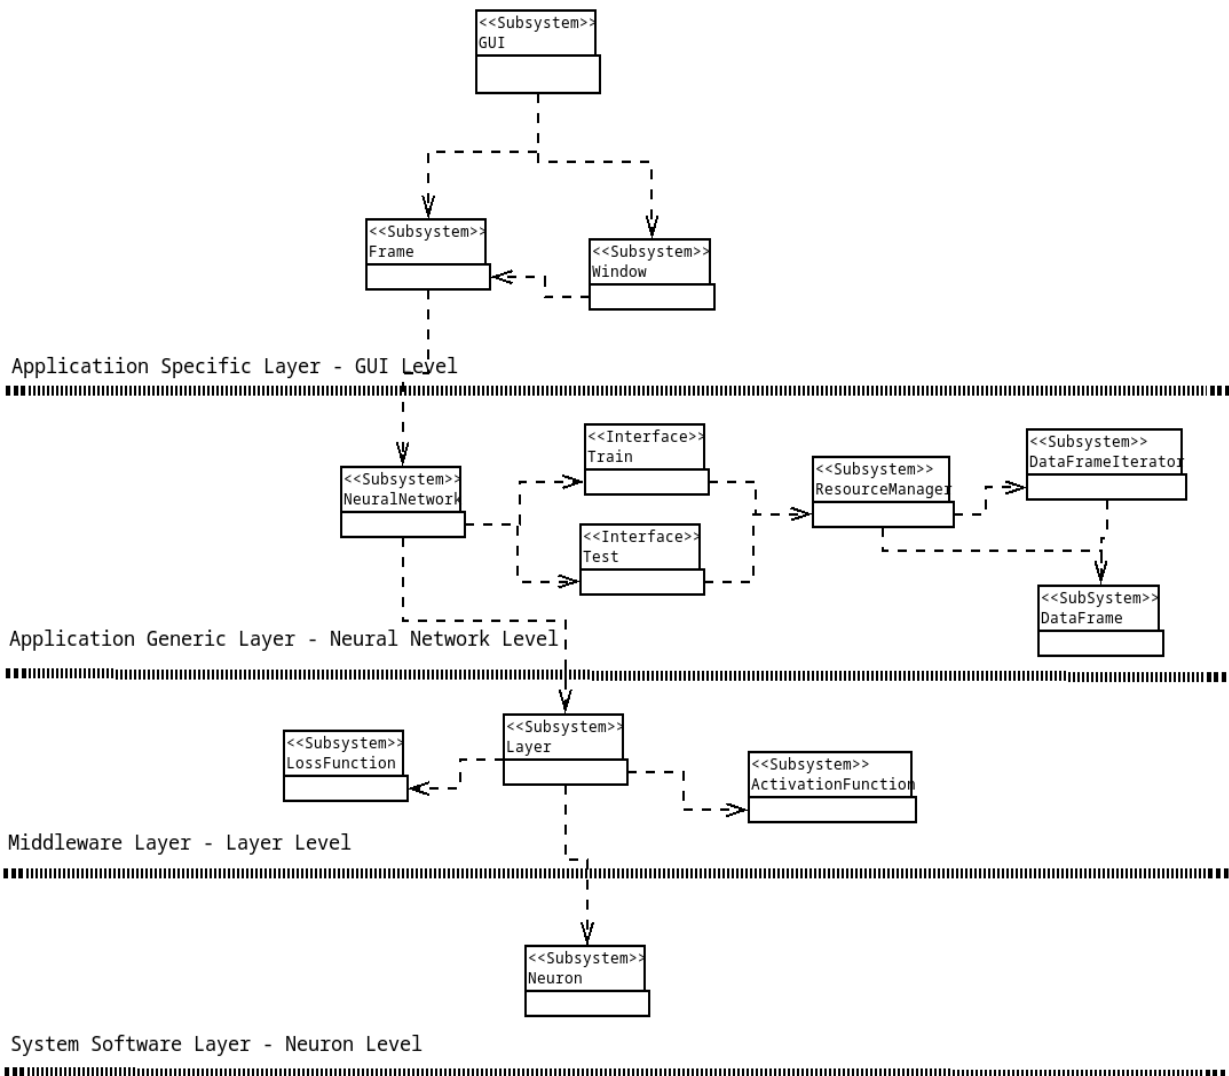 <<Subsystem>>
GUI
<<Subsystem>>
Frame
<<Subsystem>>
Window
Applicatiion Specific Layer - GUI Level
<<Interface>>
Train
<<Subsystem>>
DataFrameIterator
<<Subsystem>>
ResourceManager
<<Subsystem>>
NeuralNetwork
<<Interface>>
Test
<<SubSystem>>
DataFrame
Application Generic Layer - Neural Network Level
<<Subsystem>>
Layer
<<Subsystem>>
LossFunction
<<Subsystem>>
ActivationFunction
Middleware Layer - Layer Level
<<Subsystem>>
Neuron
System Software Layer - Neuron Level